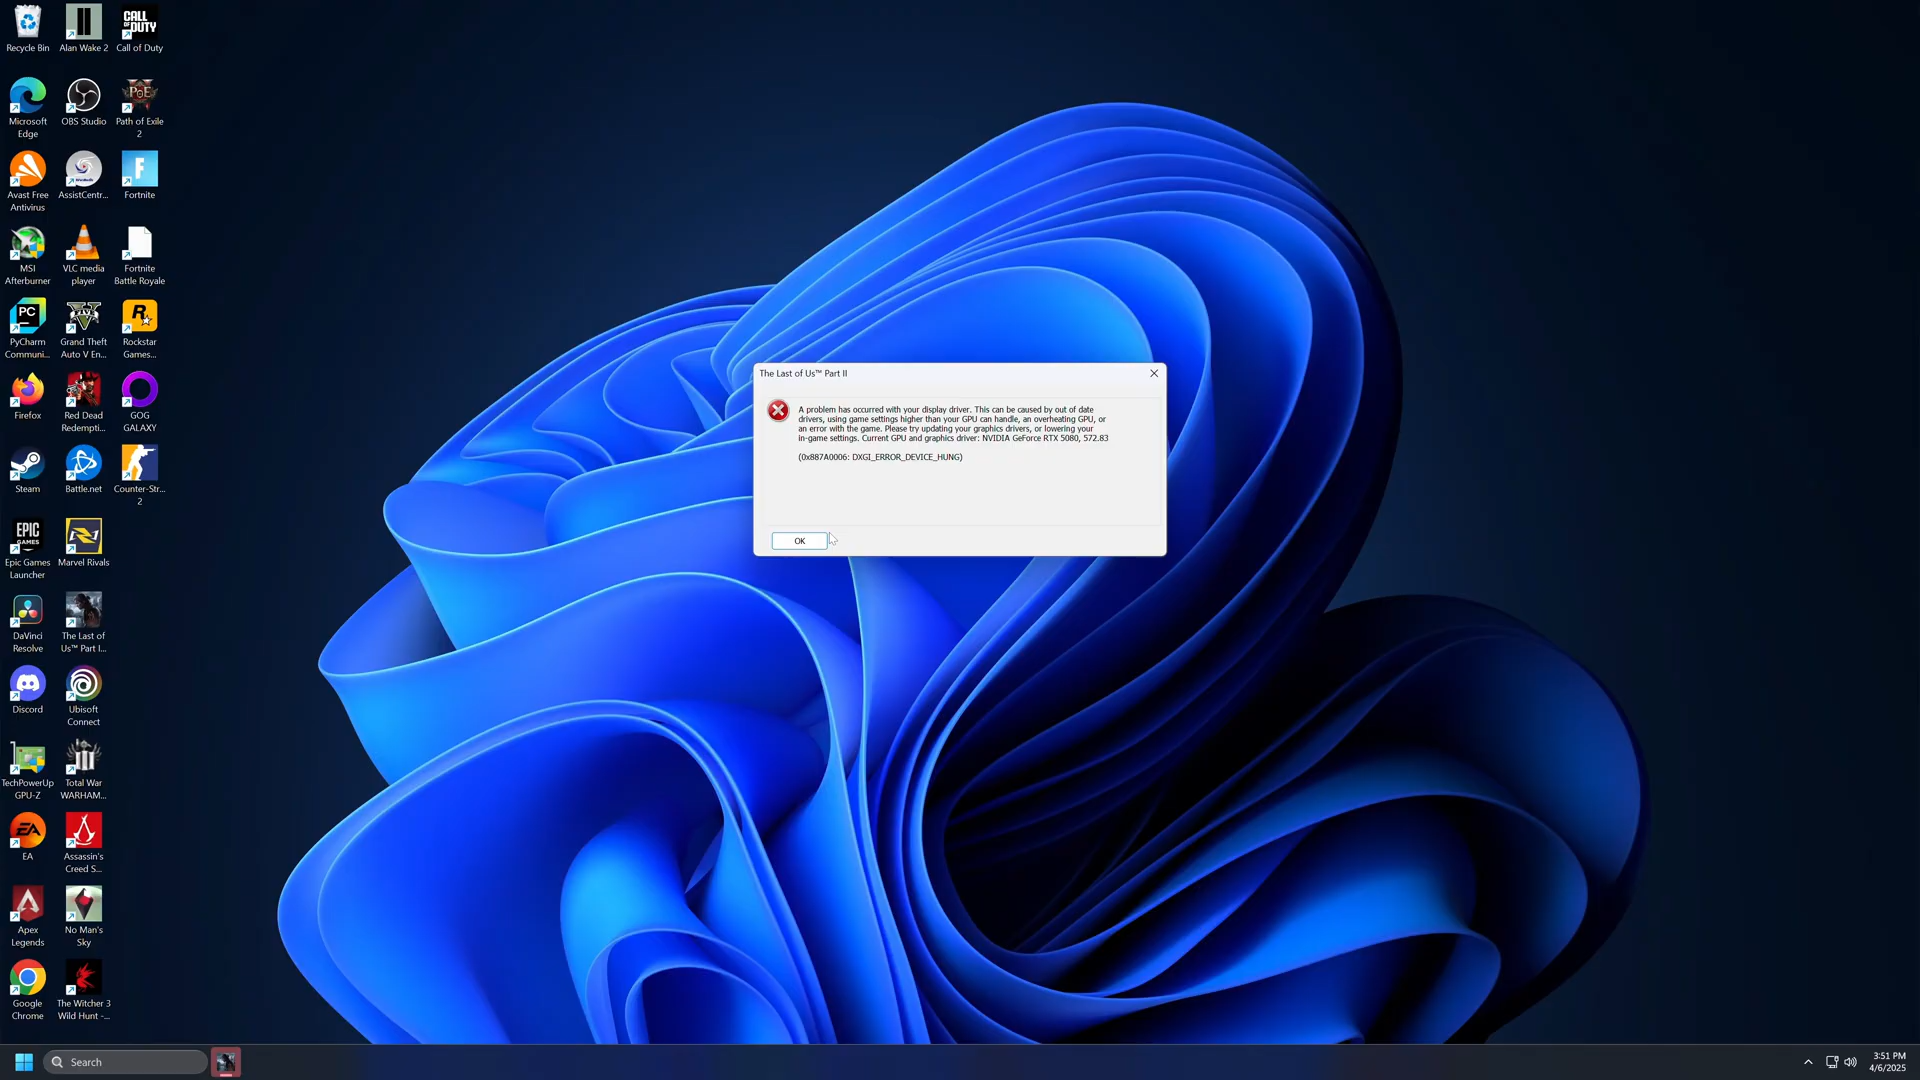 Recycle Bin
Alan Wake 2
CALL OF DUTY
Call of Duty
Microsoft
Edge
OBS Studio
POE
Path of Exile
2
Avast Free
Antivirus
AssistCentr...
F
Fortnite
MSI
Afterburner
VLC media
player
Fortnite
Battle Royale
PC
PyCharm
Communi...
V
FIVE
Grand Theft
Auto V En...
R
Rockstar
Games...
Firefox
Red Dead
Redempti...
GOG
GALAXY
Steam
Battle.net
Counter-Str...
2
EPIC
GAMES
Epic Games
Launcher
Marvel Rivals
DaVinci
Resolve
The Last of
Us™ Part I...
Discord
Ubisoft
Connect
TechPowerUp
GPU-Z
Total War
WARHAM...
EA
EA
Assassin's
Creed S...
Apex
Legends
No Man's
Sky
Google
Chrome
The Witcher 3
Wild Hunt -...
The Last of Us™ Part II
A problem has occurred with your display driver. This can be caused by out of date
drivers, using game settings higher than your GPU can handle, an overheating GPU, or
an error with the game. Please try updating your graphics drivers, or lowering your
in-game settings. Current GPU and graphics driver: NVIDIA GeForce RTX 5080, 572.83
(0x887A0006: DXGI_ERROR_DEVICE_HUNG)
OK
Search
3:51 PM
4/6/2025